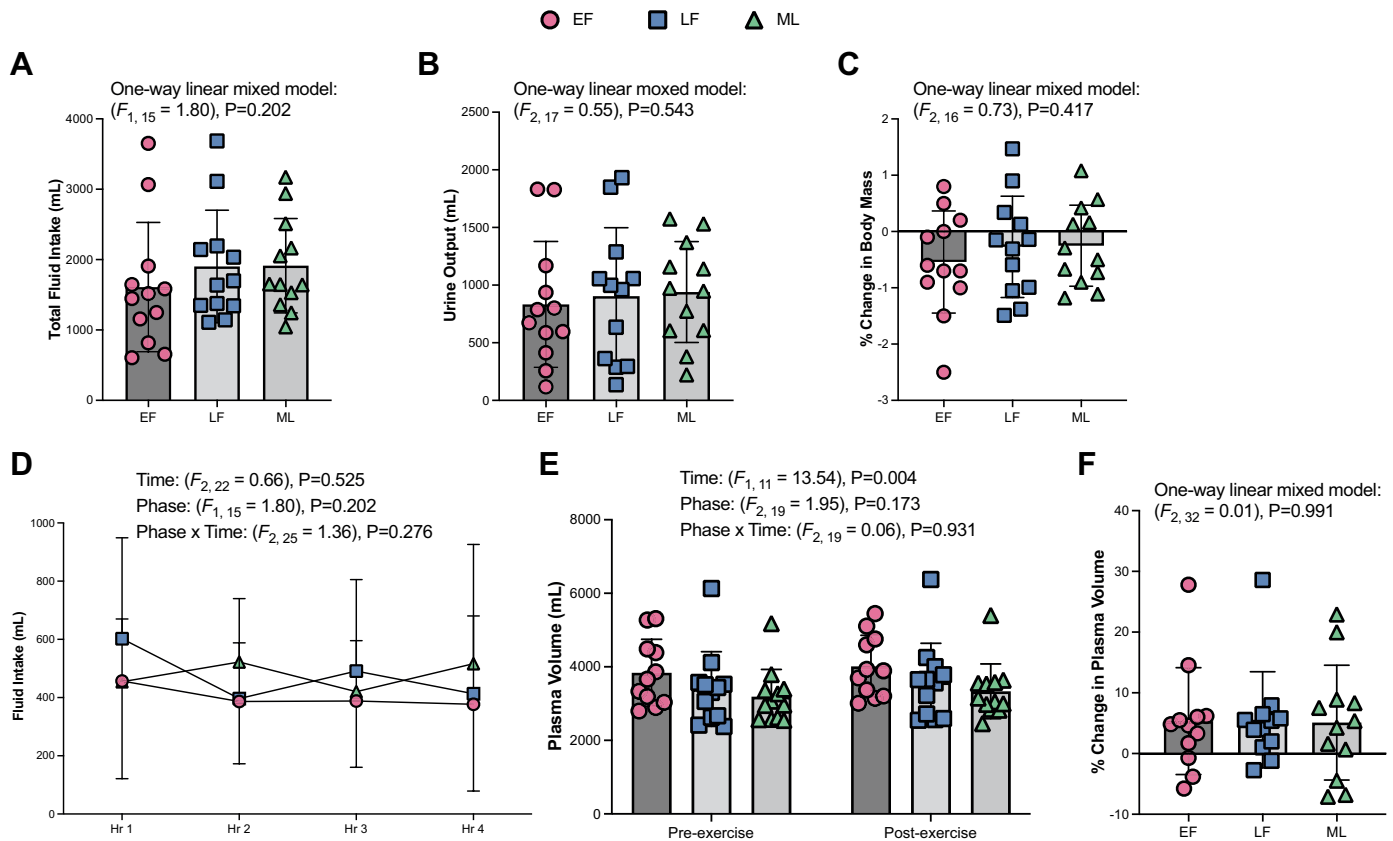 EF LF ML
A
One-way linear mixed model:
(F1, 15 = 1.80), P=0.202
Total Fluid Intake (mL)
4000
3000
2000
1000
0
EF LF ML
B
One-way linear moxed model:
(F2, 17 = 0.55), P=0.543
Urine Output (mL)
2500
2000
1500
1000
500
0
EF LF ML
C
One-way linear mixed model:
(F2, 16 = 0.73), P=0.417
% Change in Body Mass
2
1
0
-1
-2
-3
EF LF ML
D
Time: (F2, 22 = 0.66), P=0.525
Phase: (F1, 15 = 1.80), P=0.202
Phase x Time: (F2, 25 = 1.36), P=0.276
Fluid Intake (mL)
1000
800
600
400
200
0
Hr 1 Hr 2 Hr 3 Hr 4
E
Time: (F1, 11 = 13.54), P=0.004
Phase: (F2, 19 = 1.95), P=0.173
Phase x Time: (F2, 19 = 0.06), P=0.931
Plasma Volume (mL)
8000
6000
4000
2000
0
Pre-exercise Post-exercise
F
One-way linear mixed model:
(F2, 32 = 0.01), P=0.991
% Change in Plasma Volume
40
30
20
10
0
-10
EF LF ML